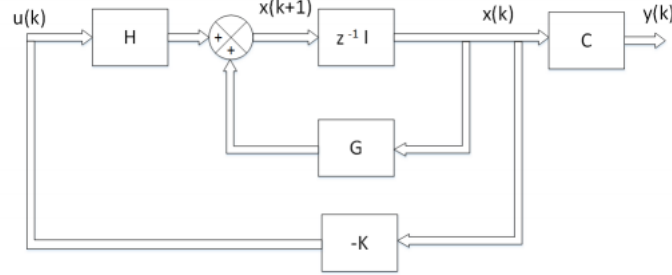 u(k)
H
+
+
x(k+1)
z⁻¹ I
x(k)
C
y(k)
G
-K